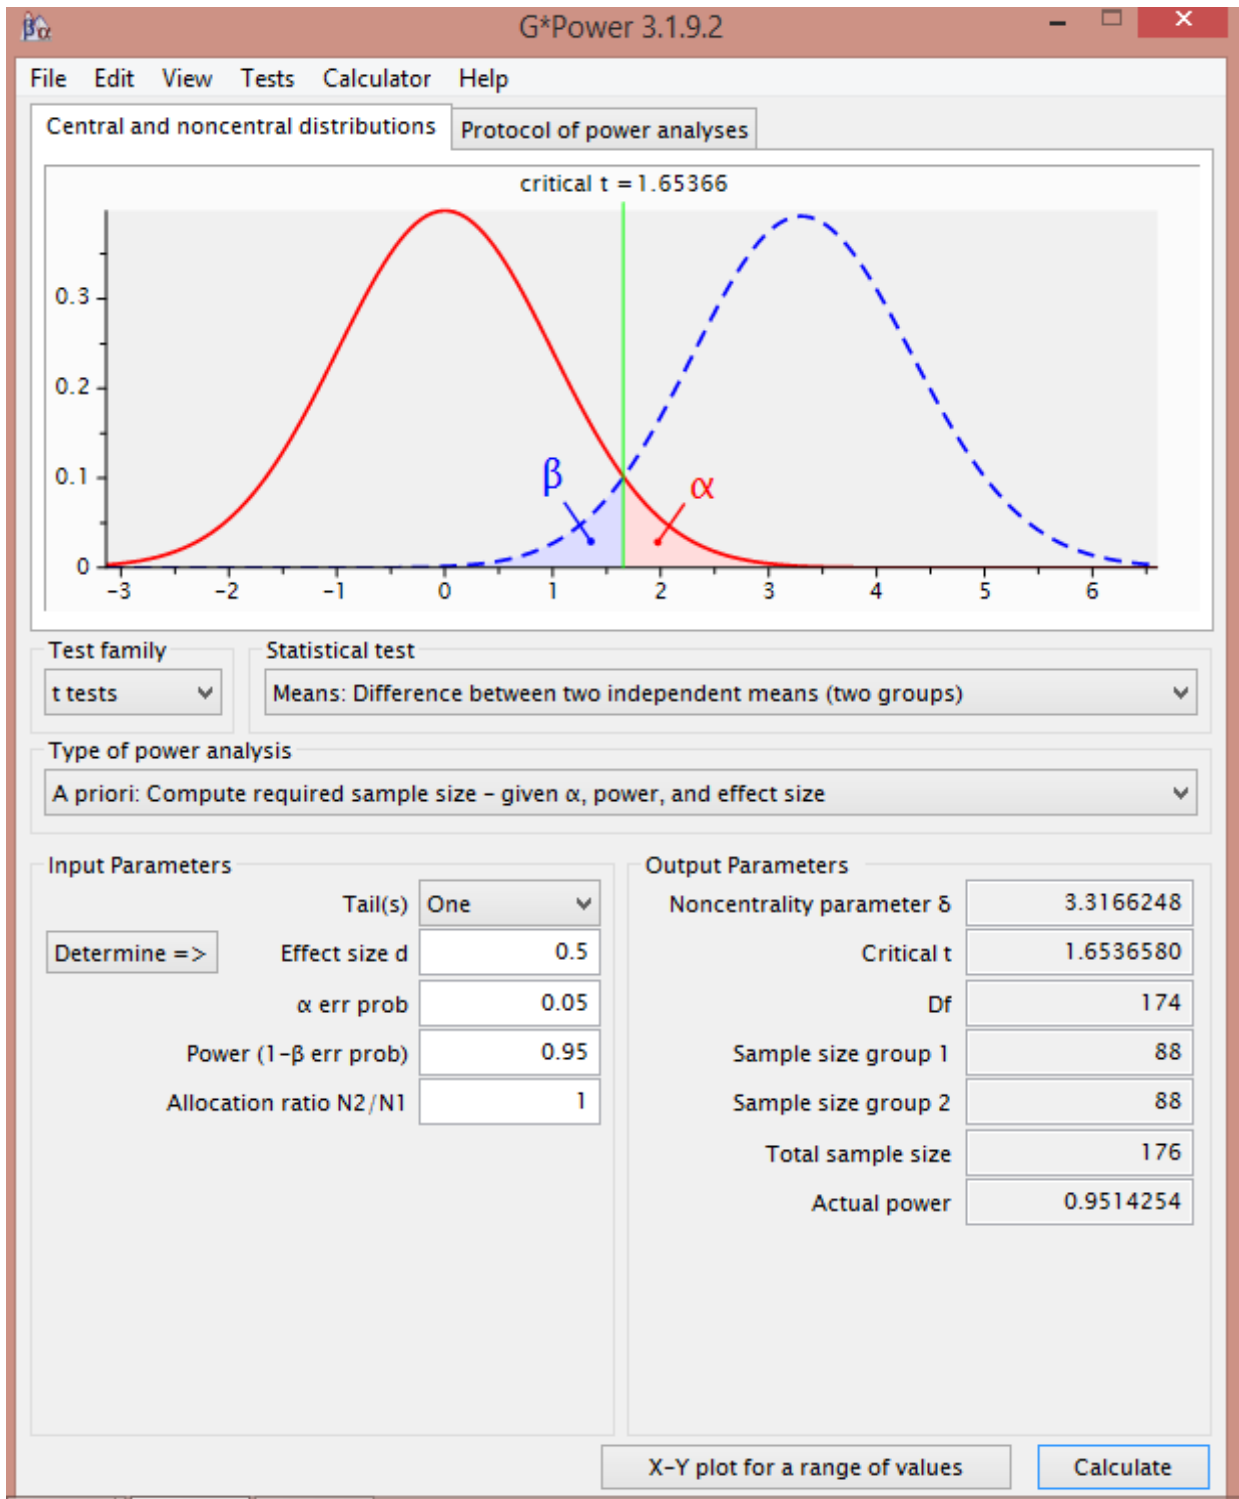 βα G*Power 3.1.9.2
File Edit View Tests Calculator Help
Central and noncentral distributions Protocol of power analyses
critical t = 1.65366
0.3
0.2
0.1
0
β
α
-3 -2 -1 0 1 2 3 4 5 6
Test family Statistical test
t tests Means: Difference between two independent means (two groups)
Type of power analysis
A priori: Compute required sample size – given α, power, and effect size
Input Parameters
Tail(s) One
Determine => Effect size d 0.5
α err prob 0.05
Power (1-β err prob) 0.95
Allocation ratio N2/N1 1
Output Parameters
Noncentrality parameter δ 3.3166248
Critical t 1.6536580
Df 174
Sample size group 1 88
Sample size group 2 88
Total sample size 176
Actual power 0.9514254
X-Y plot for a range of values Calculate